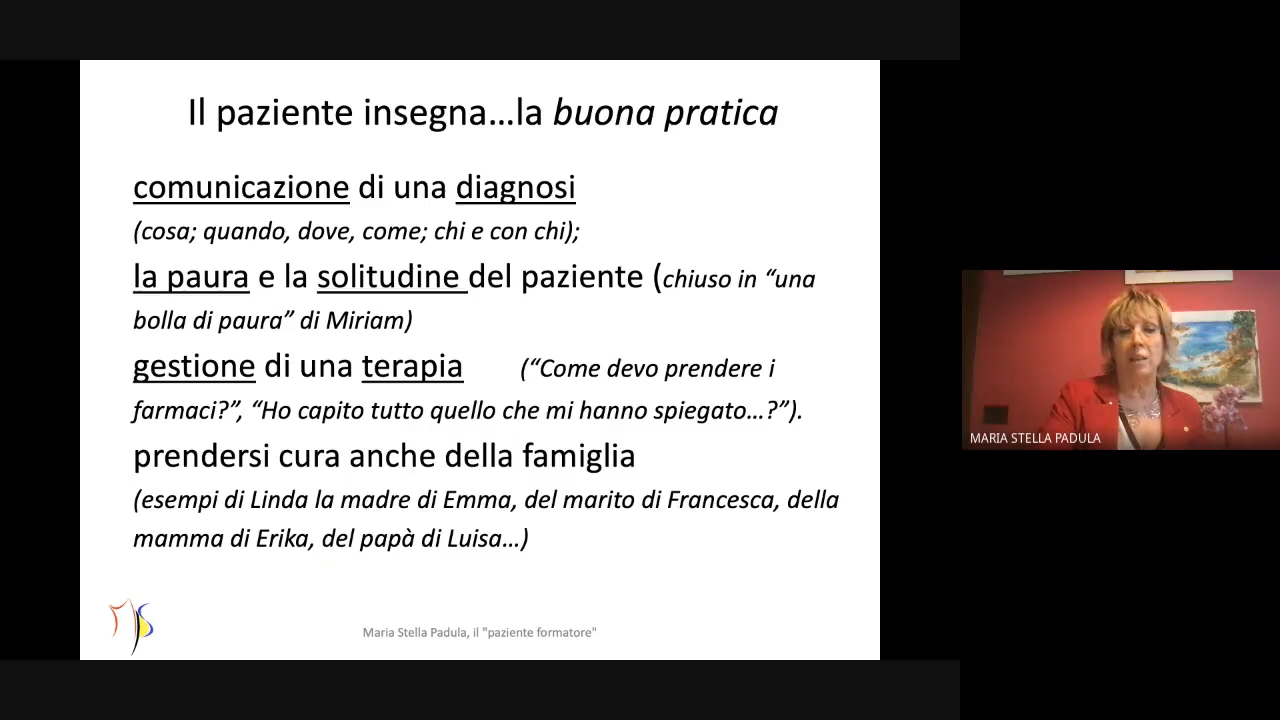 Il paziente insegna…la buona pratica
comunicazione di una diagnosi
(cosa; quando, dove, come; chi e con chi);
la paura e la solitudine del paziente (chiuso in “una
bolla di paura” di Miriam)
gestione di una terapia (“Come devo prendere i
farmaci?”, “Ho capito tutto quello che mi hanno spiegato…?”).
prendersi cura anche della famiglia
(esempi di Linda la madre di Emma, del marito di Francesca, della
mamma di Erika, del papà di Luisa…)
Maria Stella Padula, il "paziente formatore"
MARIA STELLA PADULA